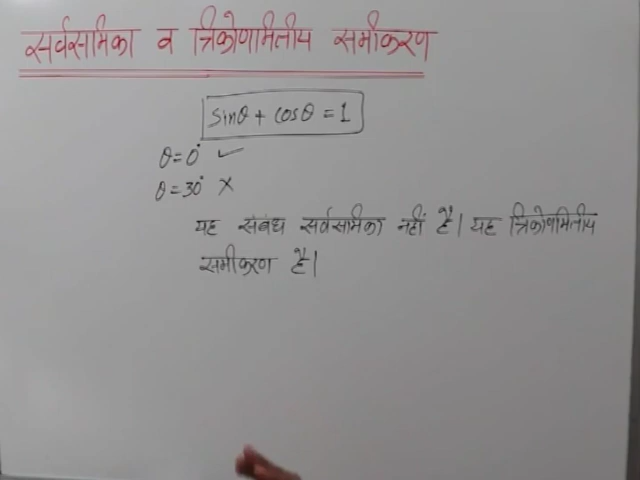 सर्वसमिका व त्रिकोणमितीय समीकरण
sinθ + cosθ = 1
θ = 0° ✓
θ = 30° ✗
यह संबंध सर्वसमिका नहीं है। यह त्रिकोणमितीय
समीकरण है।